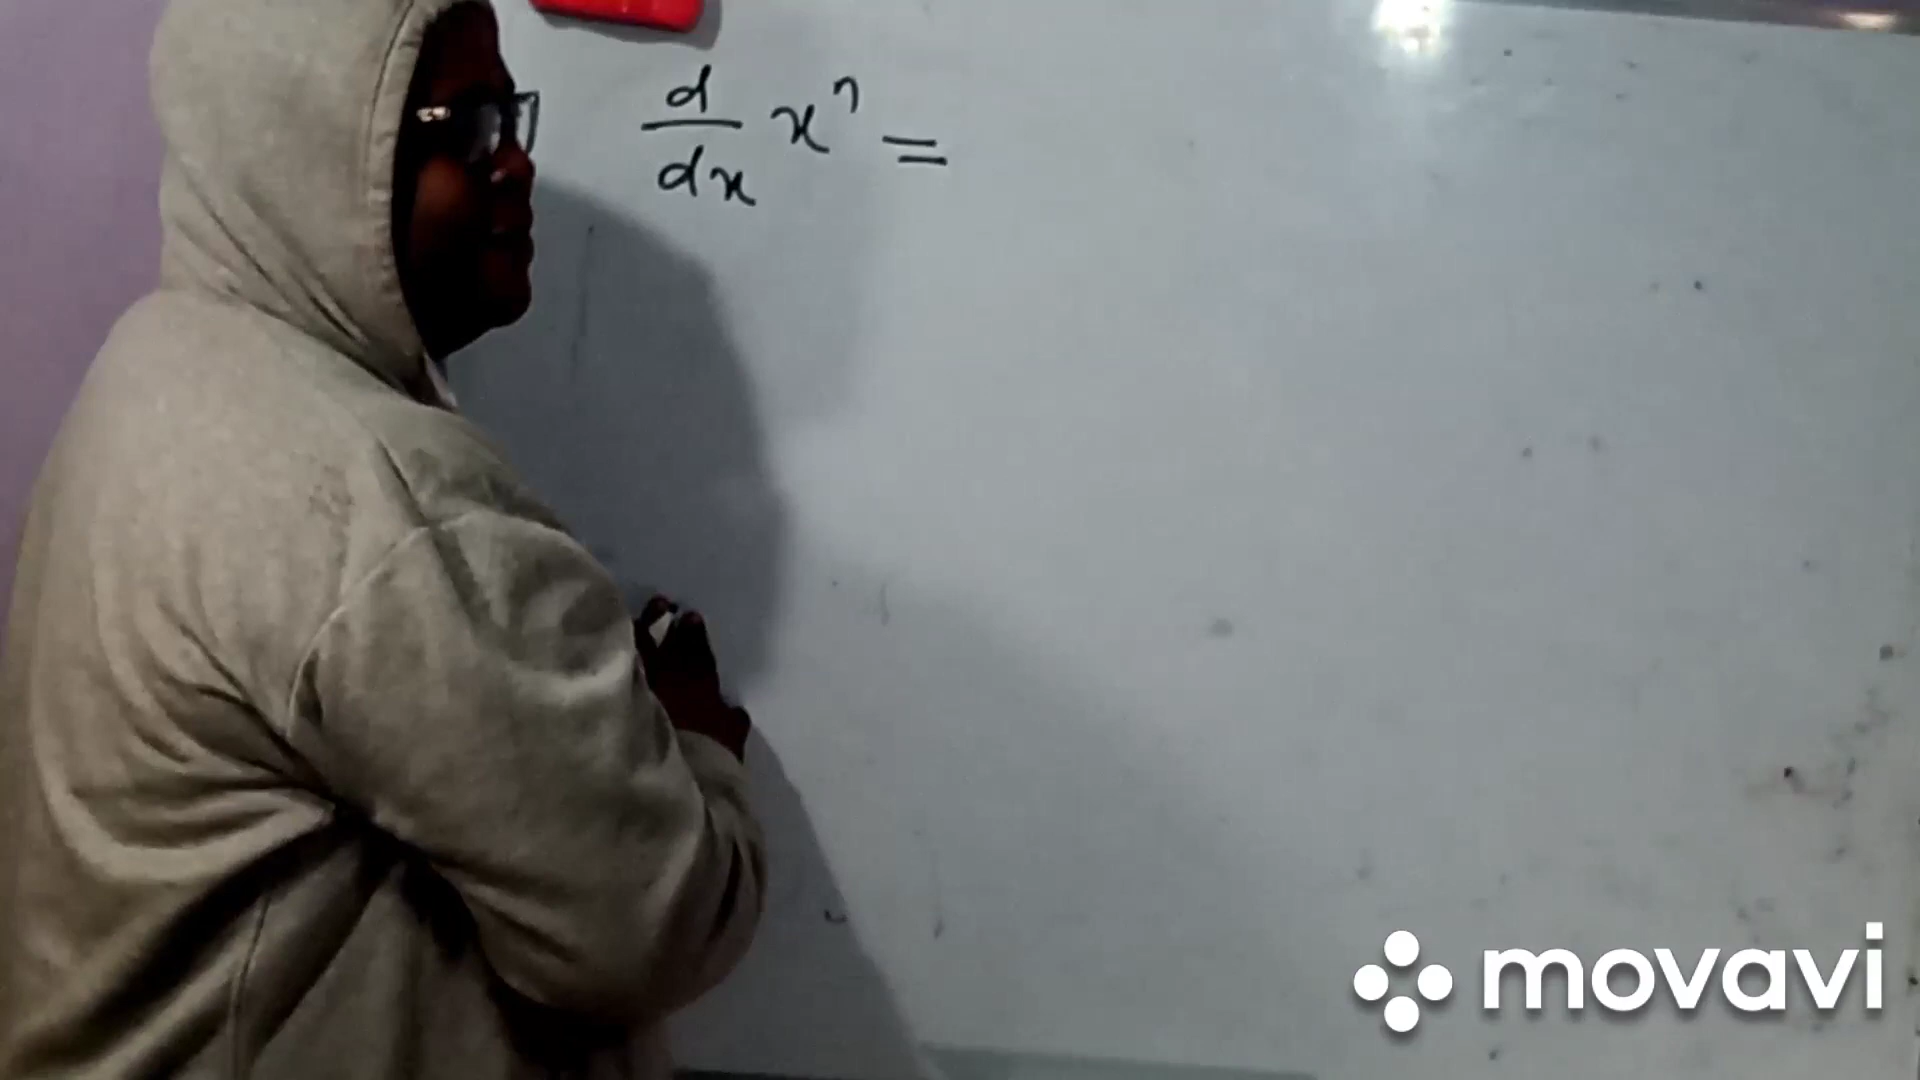 d/dx xⁿ =
movavi